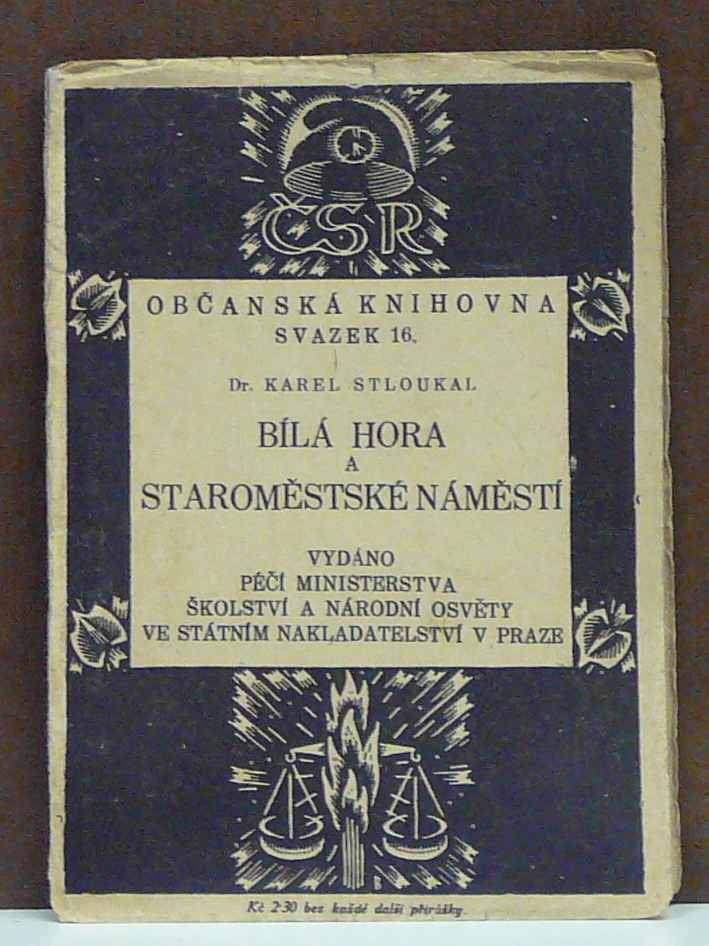 ČSR
OBČANSKÁ KNIHOVNA
SVAZEK 16.
Dr. KAREL STLOUKAL
BÍLÁ HORA
A
STAROMĚSTSKÉ NÁMĚSTÍ
VYDÁNO
PÉČÍ MINISTERSTVA
ŠKOLSTVÍ A NÁRODNÍ OSVĚTY
VE STÁTNÍM NAKLADATELSTVÍ V PRAZE
Kč 2·30 bez každé další přirážky.